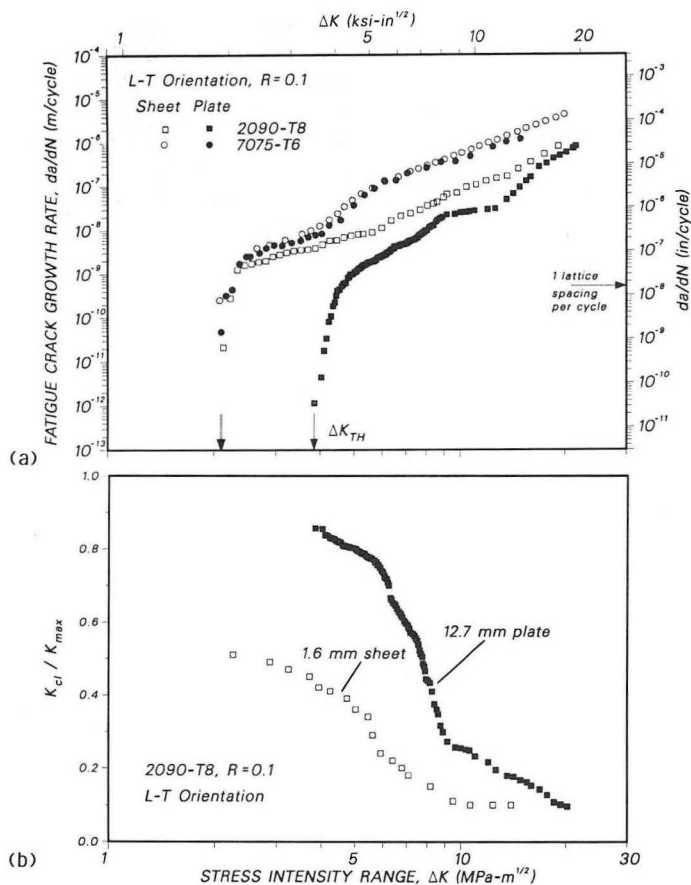 ΔK (ksi-in^1/2)
1 5 10 20
FATIGUE CRACK GROWTH RATE, da/dN (m/cycle)
10^-4
10^-5
10^-6
10^-7
10^-8
10^-9
10^-10
10^-11
10^-12
10^-13
L-T Orientation, R=0.1
Sheet Plate
2090-T8
7075-T6
10^-3
10^-4
10^-5
10^-6
10^-7
10^-8
10^-9
10^-10
10^-11
da/dN (in/cycle)
1 lattice
spacing
per cycle
ΔK_TH
(a)
K_cl / K_max
1.0
0.8
0.6
0.4
0.2
0.0
1.6 mm sheet
12.7 mm plate
2090-T8, R=0.1
L-T Orientation
1 5 10 30
STRESS INTENSITY RANGE, ΔK (MPa-m^1/2)
(b)